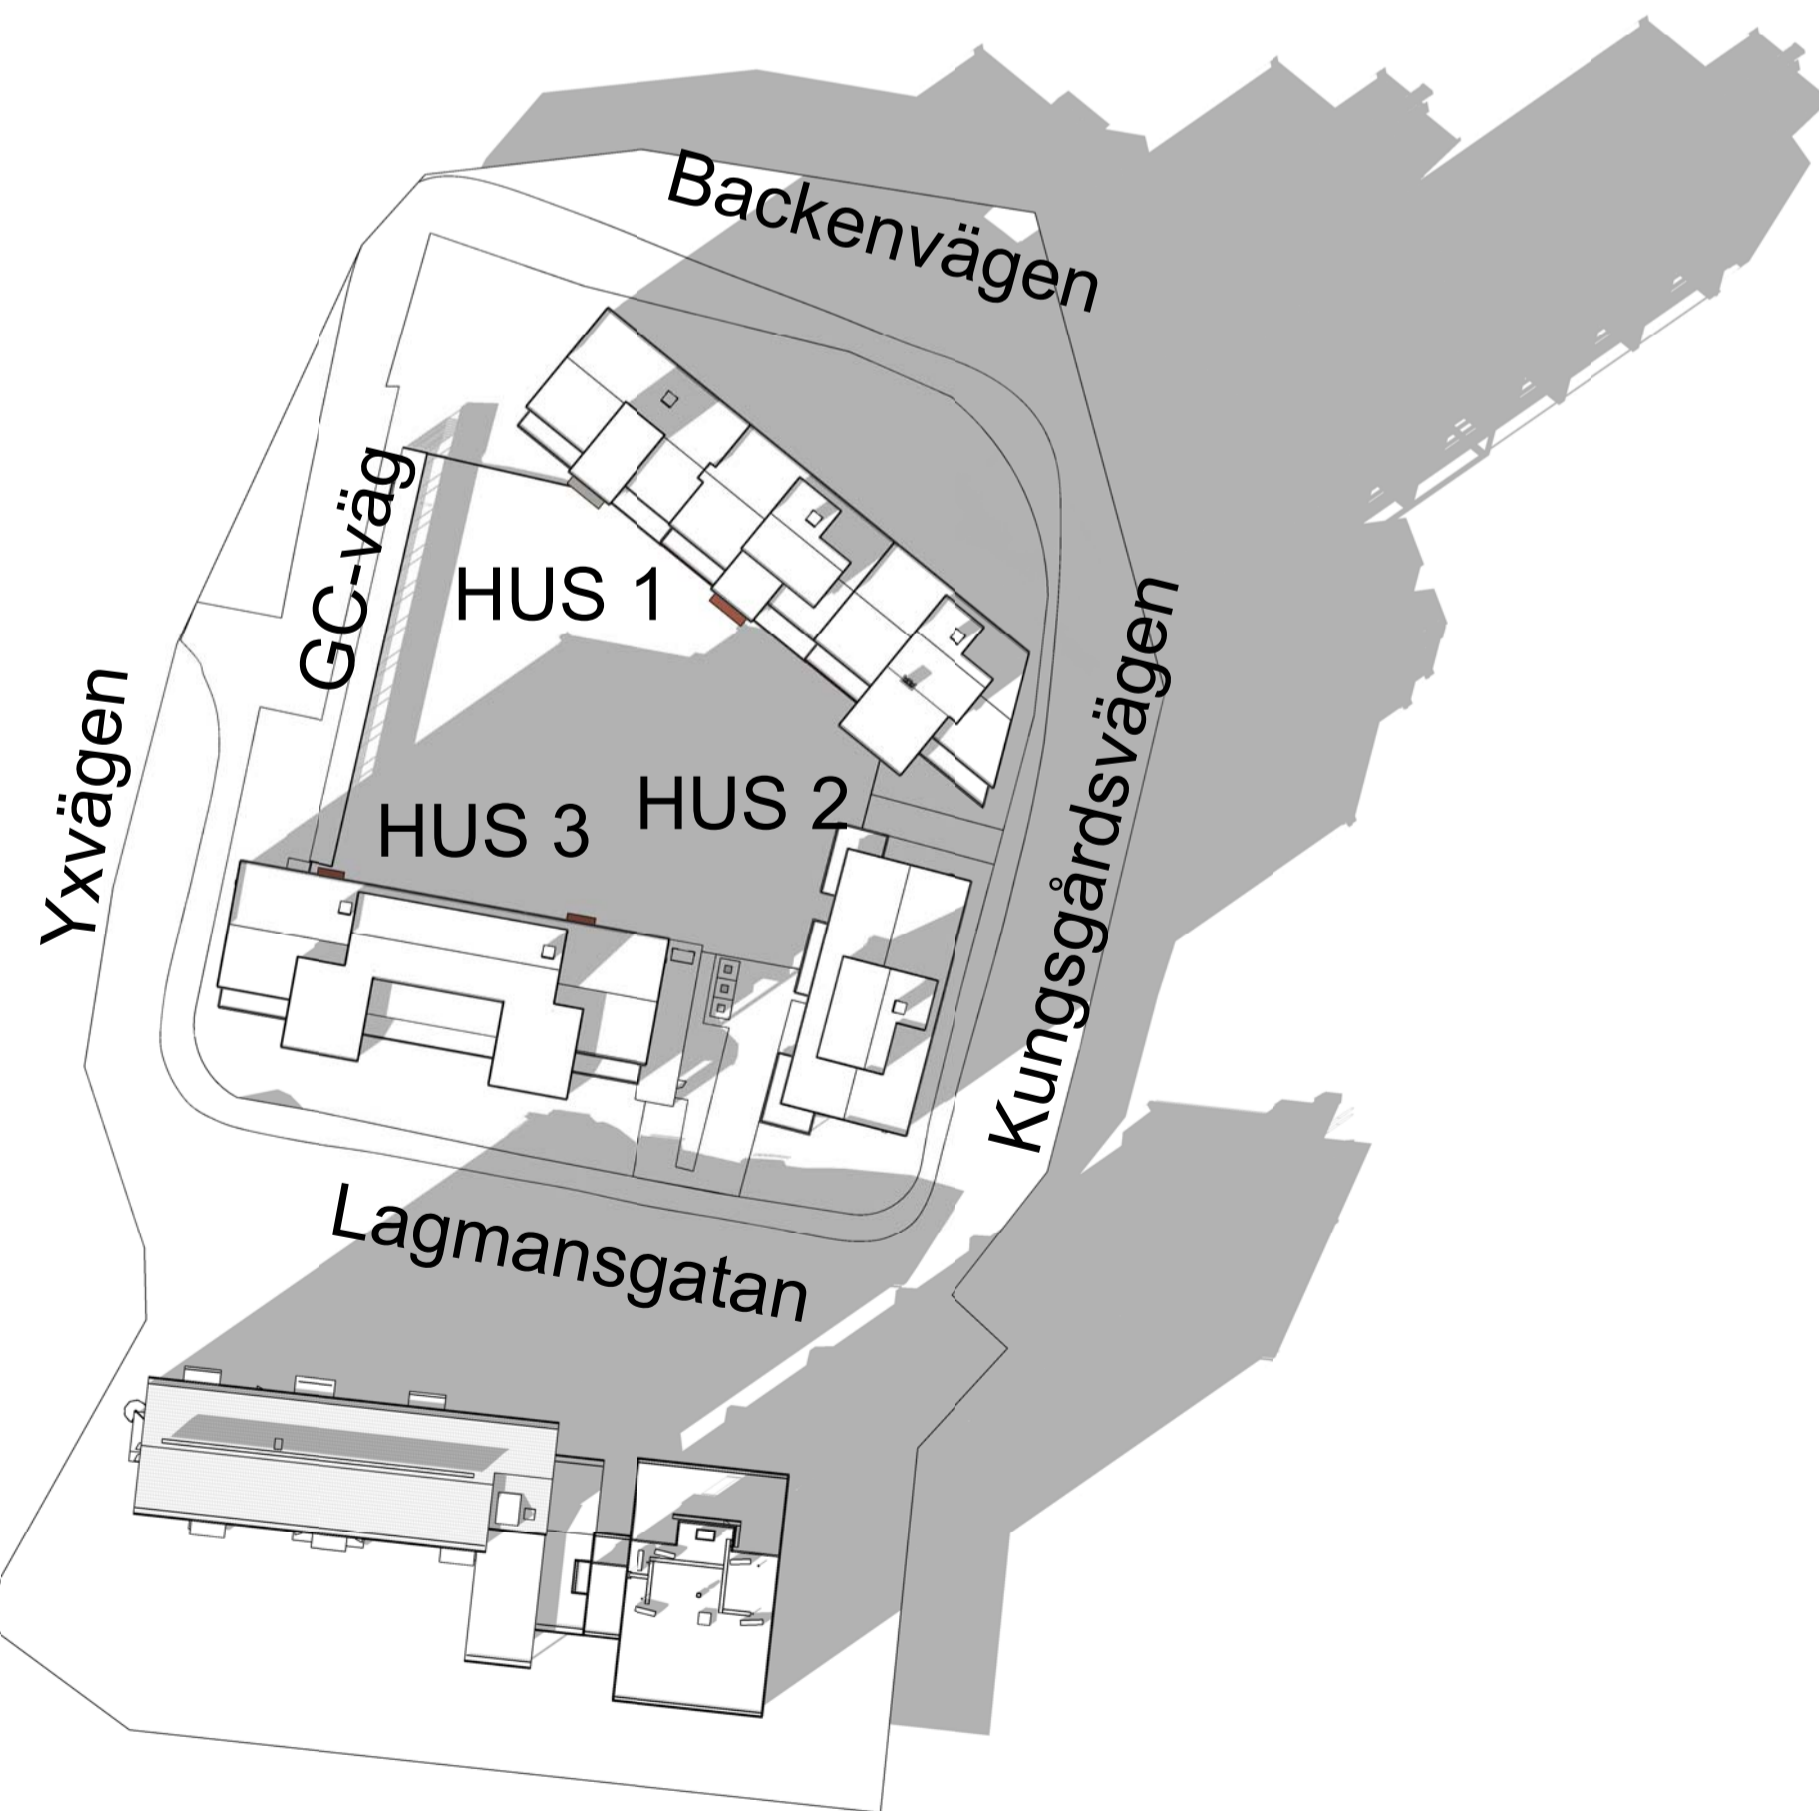 Backenvägen
GC-väg
HUS 1
Kungsgårdsvägen
Yxvägen
HUS 2
HUS 3
Lagmansgatan